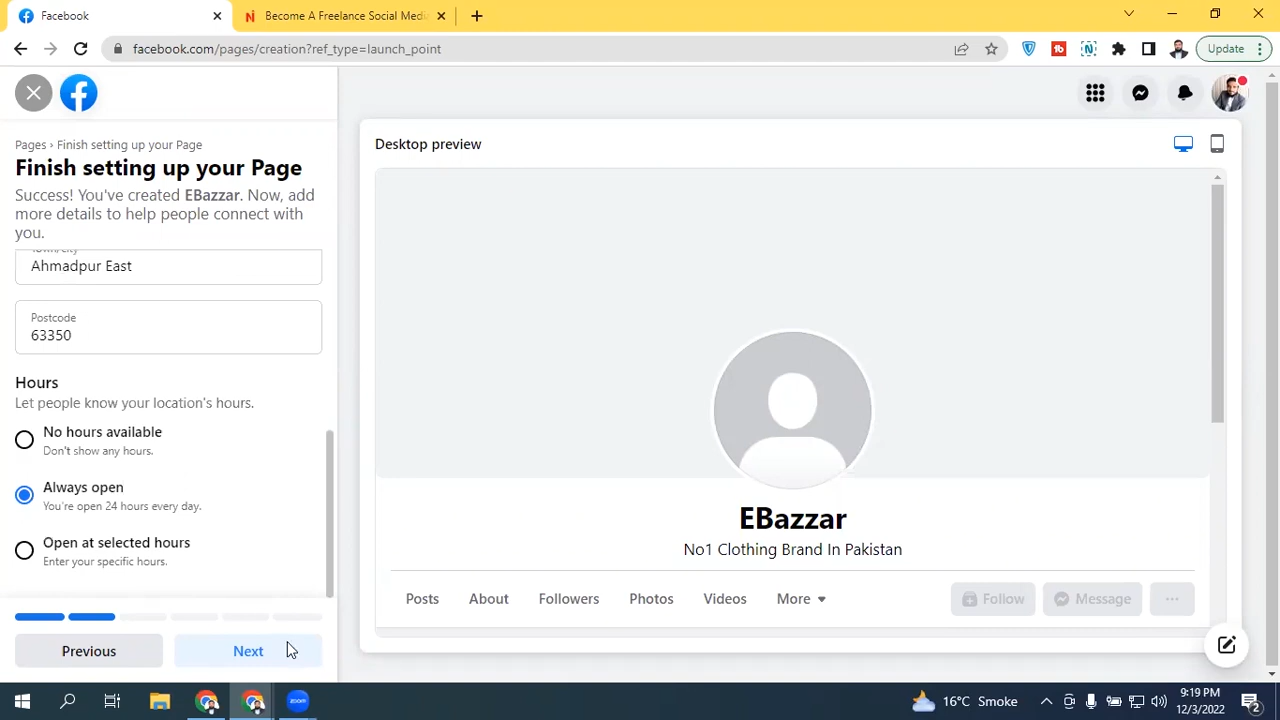 Facebook
Become A Freelance Social Medi
facebook.com/pages/creation?ref_type=launch_point
Update
Pages › Finish setting up your Page
Finish setting up your Page
Success! You've created EBazzar. Now, add
more details to help people connect with
you.
Town/city
Ahmadpur East
Postcode
63350
Hours
Let people know your location's hours.
No hours available
Don't show any hours.
Always open
You're open 24 hours every day.
Open at selected hours
Enter your specific hours.
Previous
Next
Desktop preview
EBazzar
No1 Clothing Brand In Pakistan
Posts
About
Followers
Photos
Videos
More
Follow
Message
zoom
16°C Smoke
9:19 PM
12/3/2022
2